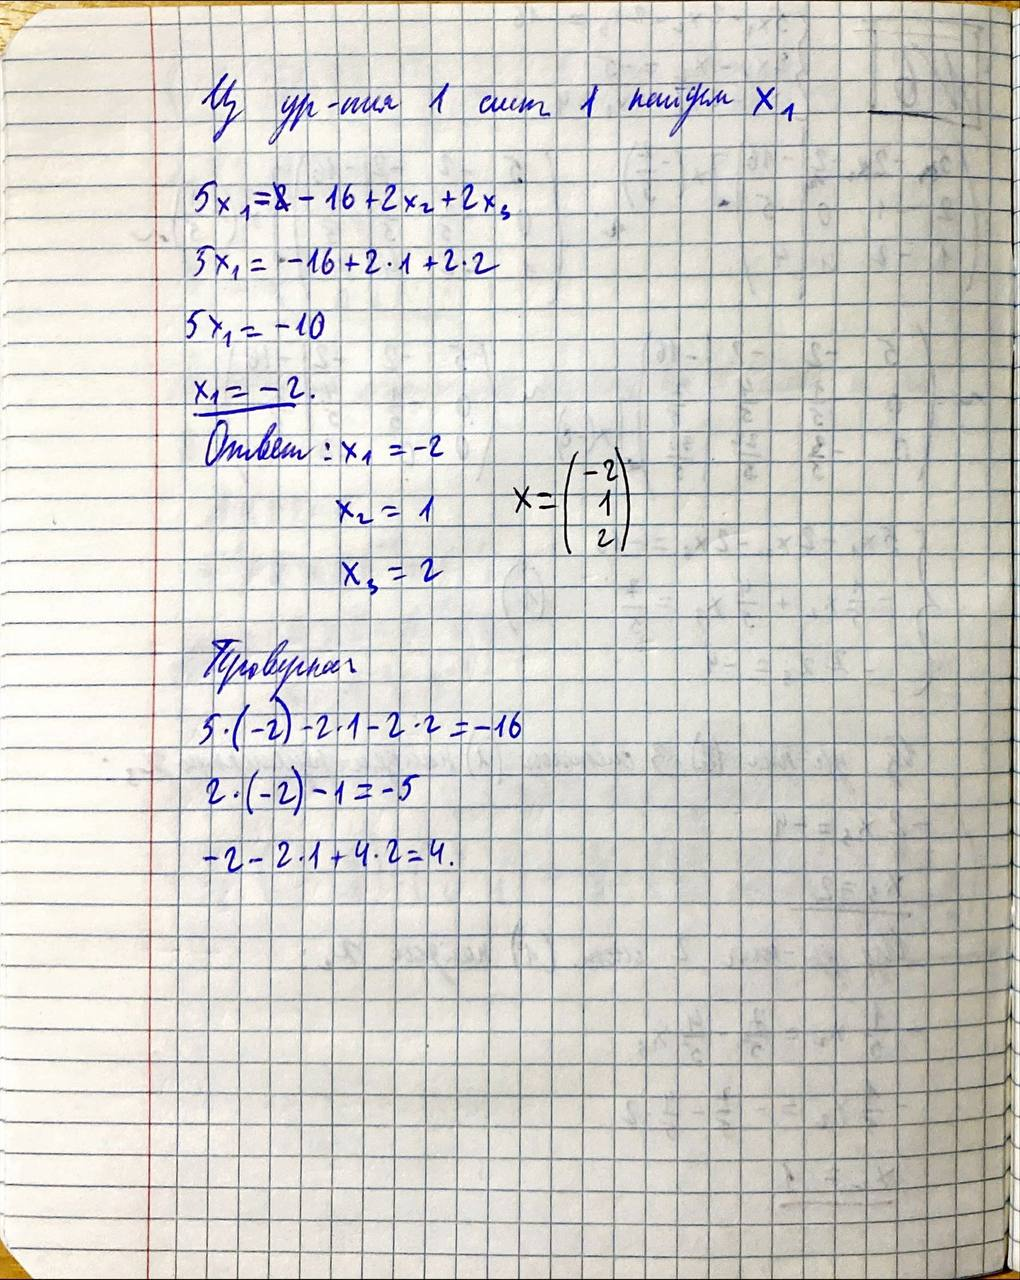 Из ур-ния 1 сист 1 найдем x₁
5x₁ = - 16 + 2x₂ + 2x₃
5x₁ = -16 + 2·1 + 2·2
5x₁ = -10
x₁ = -2.
Ответ: x₁ = -2
x₂ = 1
x₃ = 2
x = (-2
1
2)
Проверка
5·(-2) - 2·1 - 2·2 = -16
2·(-2) - 1 = -5
-2 - 2·1 + 4·2 = 4.